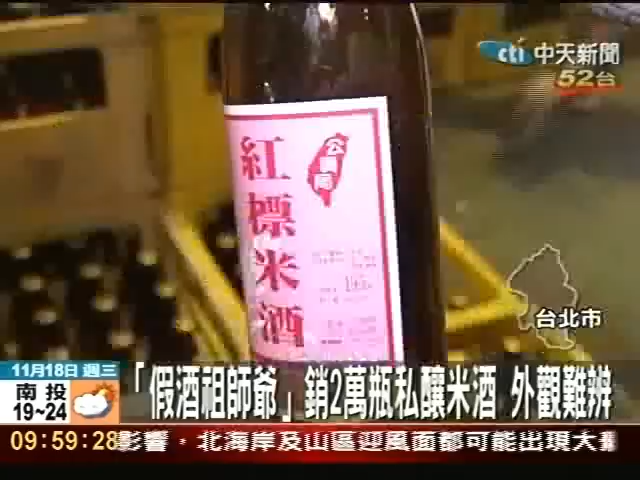 cti 中天新聞
52台
公賣局
紅標米酒
台北市
11月18日 週三
南投
19~24
「假酒祖師爺」銷2萬瓶私釀米酒 外觀難辨
09:59:28
影響，北海岸及山區迎風面都可能出現大